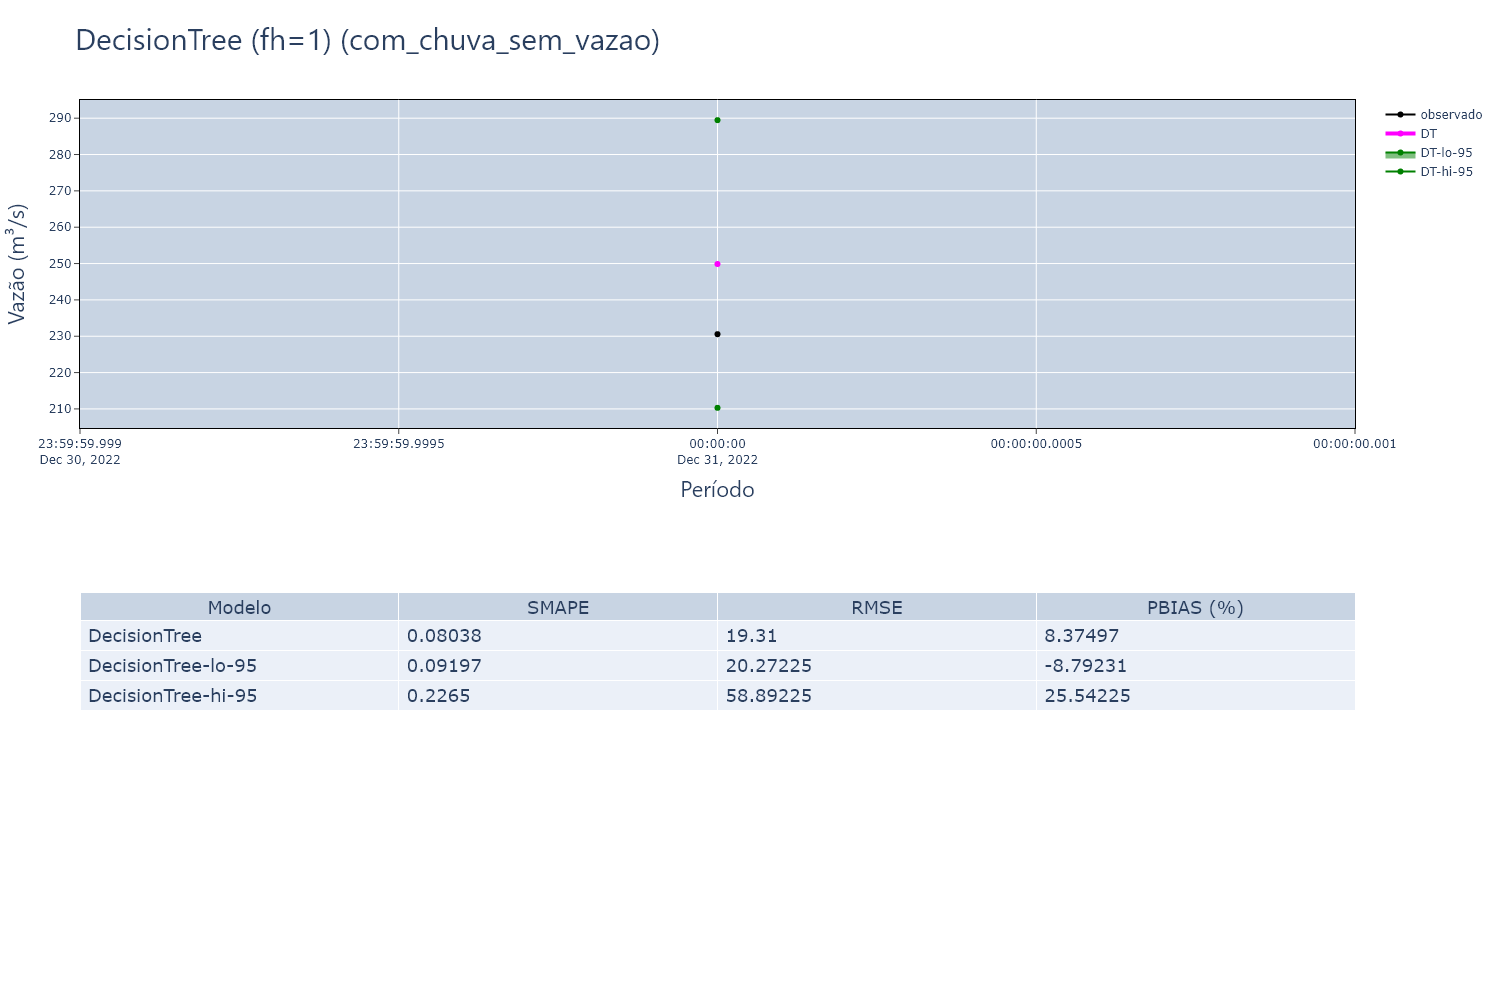 DecisionTree (fh=1) (com_chuva_sem_vazao)
observado
DT
DT-lo-95
DT-hi-95
Vazão (m³/s)
290
280
270
260
250
240
230
220
210
23:59:59.999 23:59:59.9995 00:00:00 00:00:00.0005 00:00:00.001
Dec 30, 2022 Dec 31, 2022
Período
Modelo SMAPE RMSE PBIAS (%)
DecisionTree 0.08038 19.31 8.37497
DecisionTree-lo-95 0.09197 20.27225 -8.79231
DecisionTree-hi-95 0.2265 58.89225 25.54225